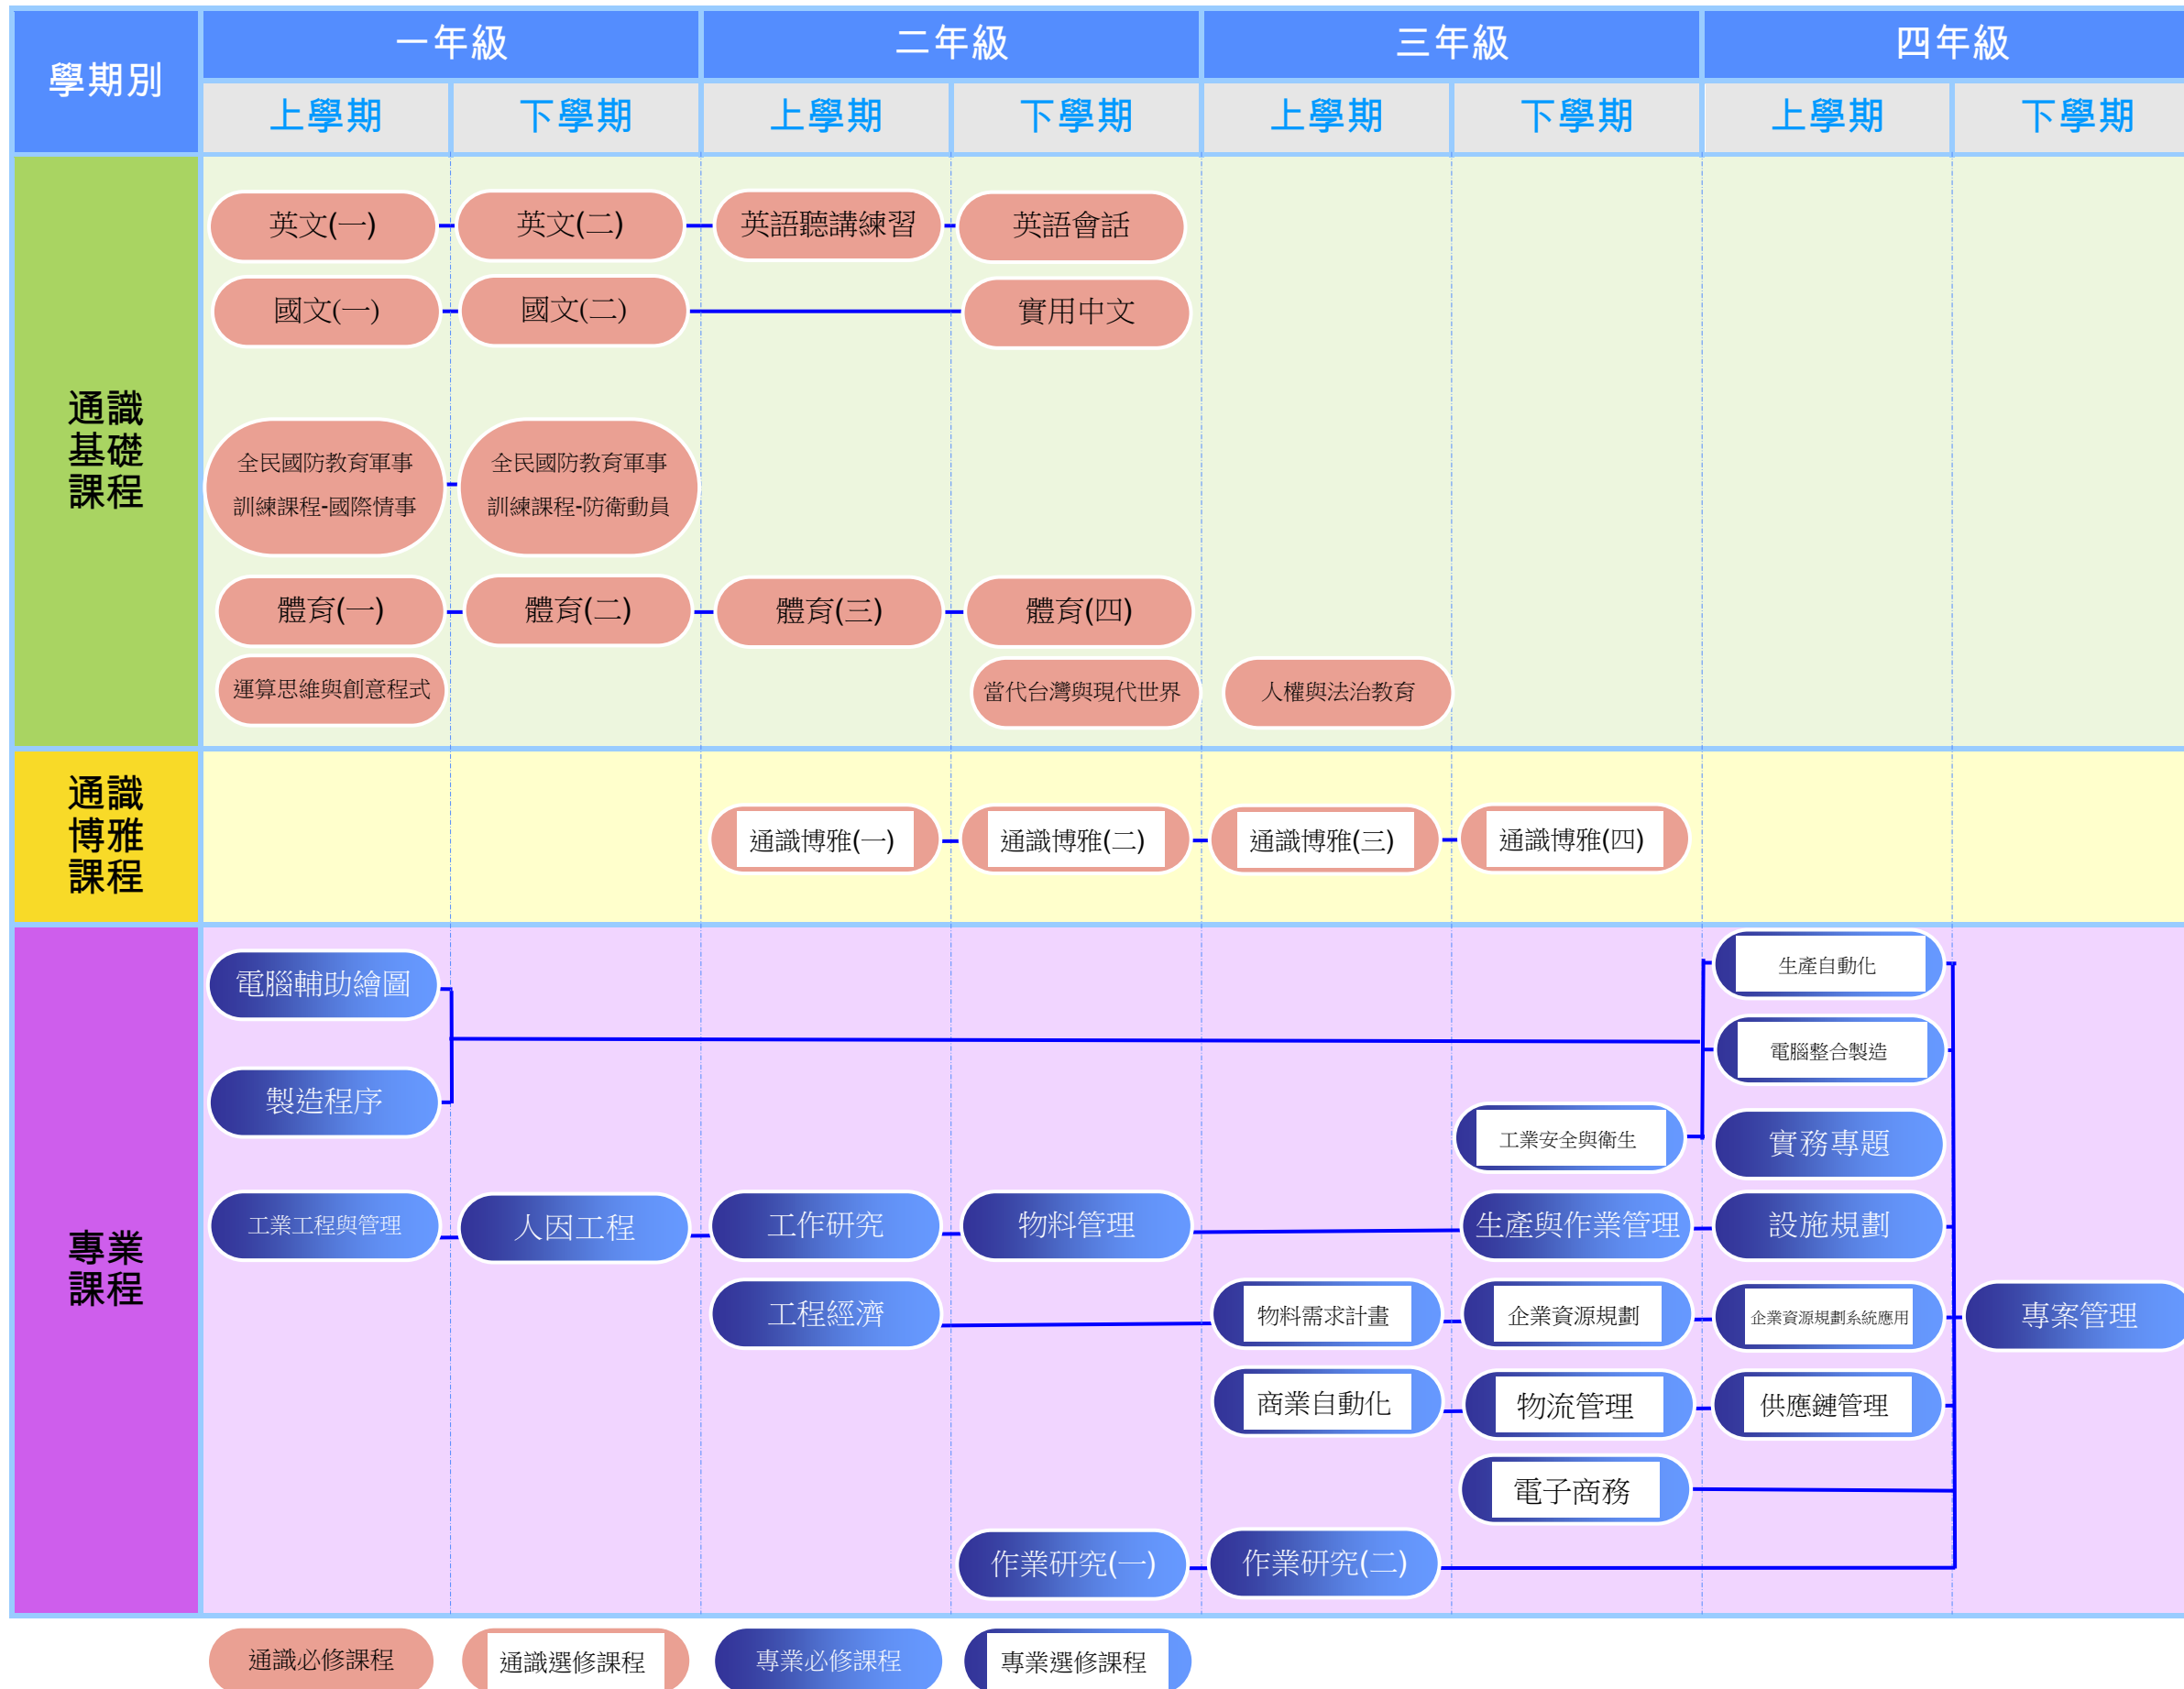 學期別
一年級
二年級
三年級
四年級
上學期
下學期
上學期
下學期
上學期
下學期
上學期
下學期
通識
基礎
課程
英文(一)
英文(二)
英語聽講練習
英語會話
國文(一)
國文(二)
實用中文
全民國防教育軍事
訓練課程-國際情事
全民國防教育軍事
訓練課程-防衛動員
體育(一)
體育(二)
體育(三)
體育(四)
運算思維與創意程式
當代台灣與現代世界
人權與法治教育
通識
博雅
課程
通識博雅(一)
通識博雅(二)
通識博雅(三)
通識博雅(四)
專業
課程
電腦輔助繪圖
生產自動化
電腦整合製造
製造程序
工業安全與衛生
實務專題
工業工程與管理
人因工程
工作研究
物料管理
生產與作業管理
設施規劃
工程經濟
物料需求計畫
企業資源規劃
企業資源規劃系統應用
專案管理
商業自動化
物流管理
供應鏈管理
電子商務
作業研究(一)
作業研究(二)
通識必修課程
通識選修課程
專業必修課程
專業選修課程